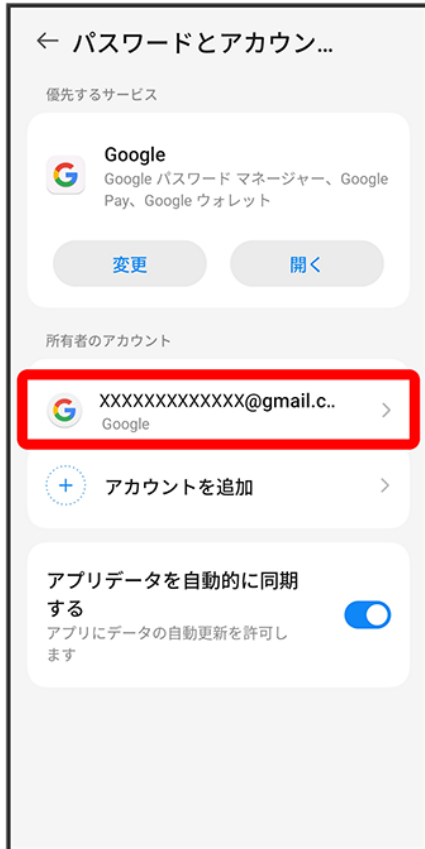 ← パスワードとアカウン...
優先するサービス
Google
Google パスワード マネージャー、Google
Pay、Google ウォレット
変更
開く
所有者のアカウント
XXXXXXXXXXXXX@gmail.c..
Google
アカウントを追加
アプリデータを自動的に同期
する
アプリにデータの自動更新を許可し
ます